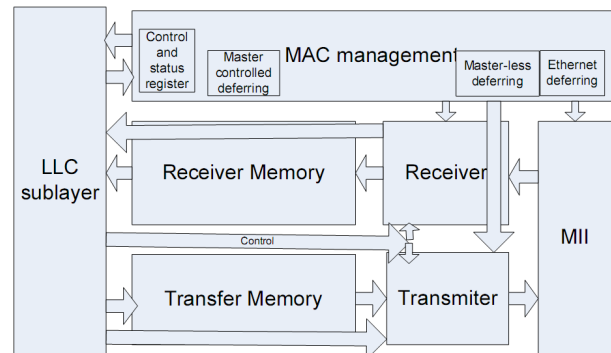 Control
and
status
register
Master
controlled
deferring
MAC management
Master-less
deferring
Ethernet
deferring
LLC
sublayer
Receiver Memory
Receiver
MII
Control
Transfer Memory
Transmiter